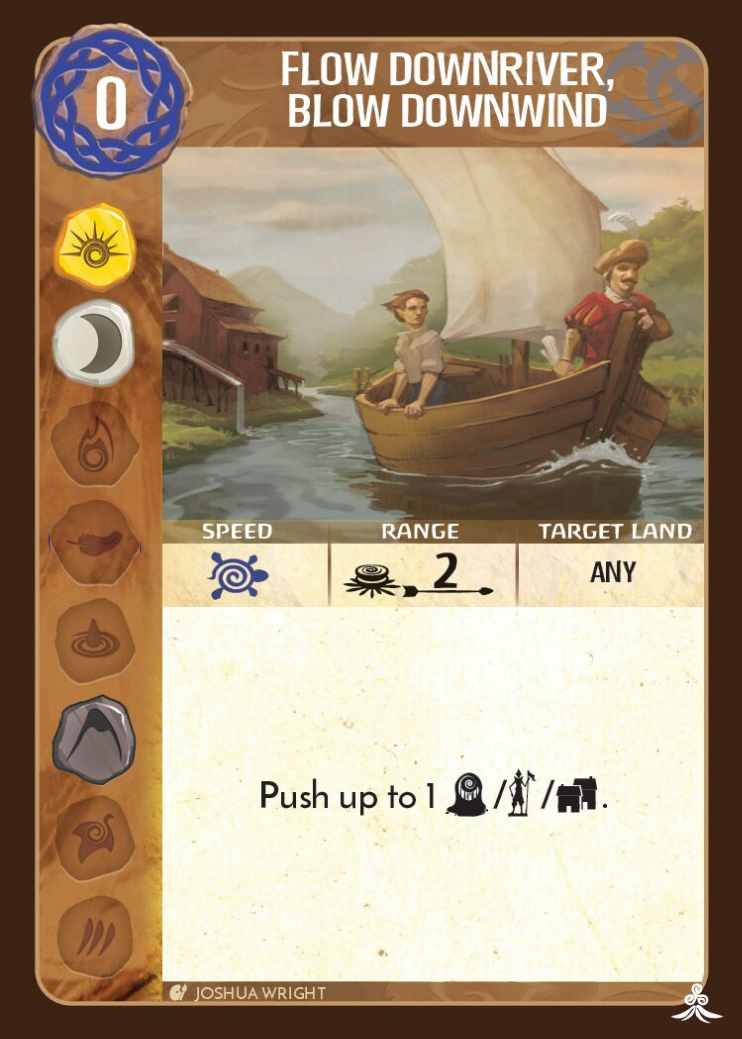 0
FLOW DOWNRIVER,
BLOW DOWNWIND
SPEED RANGE TARGET LAND
2 ANY
Push up to 1 / / .
JOSHUA WRIGHT